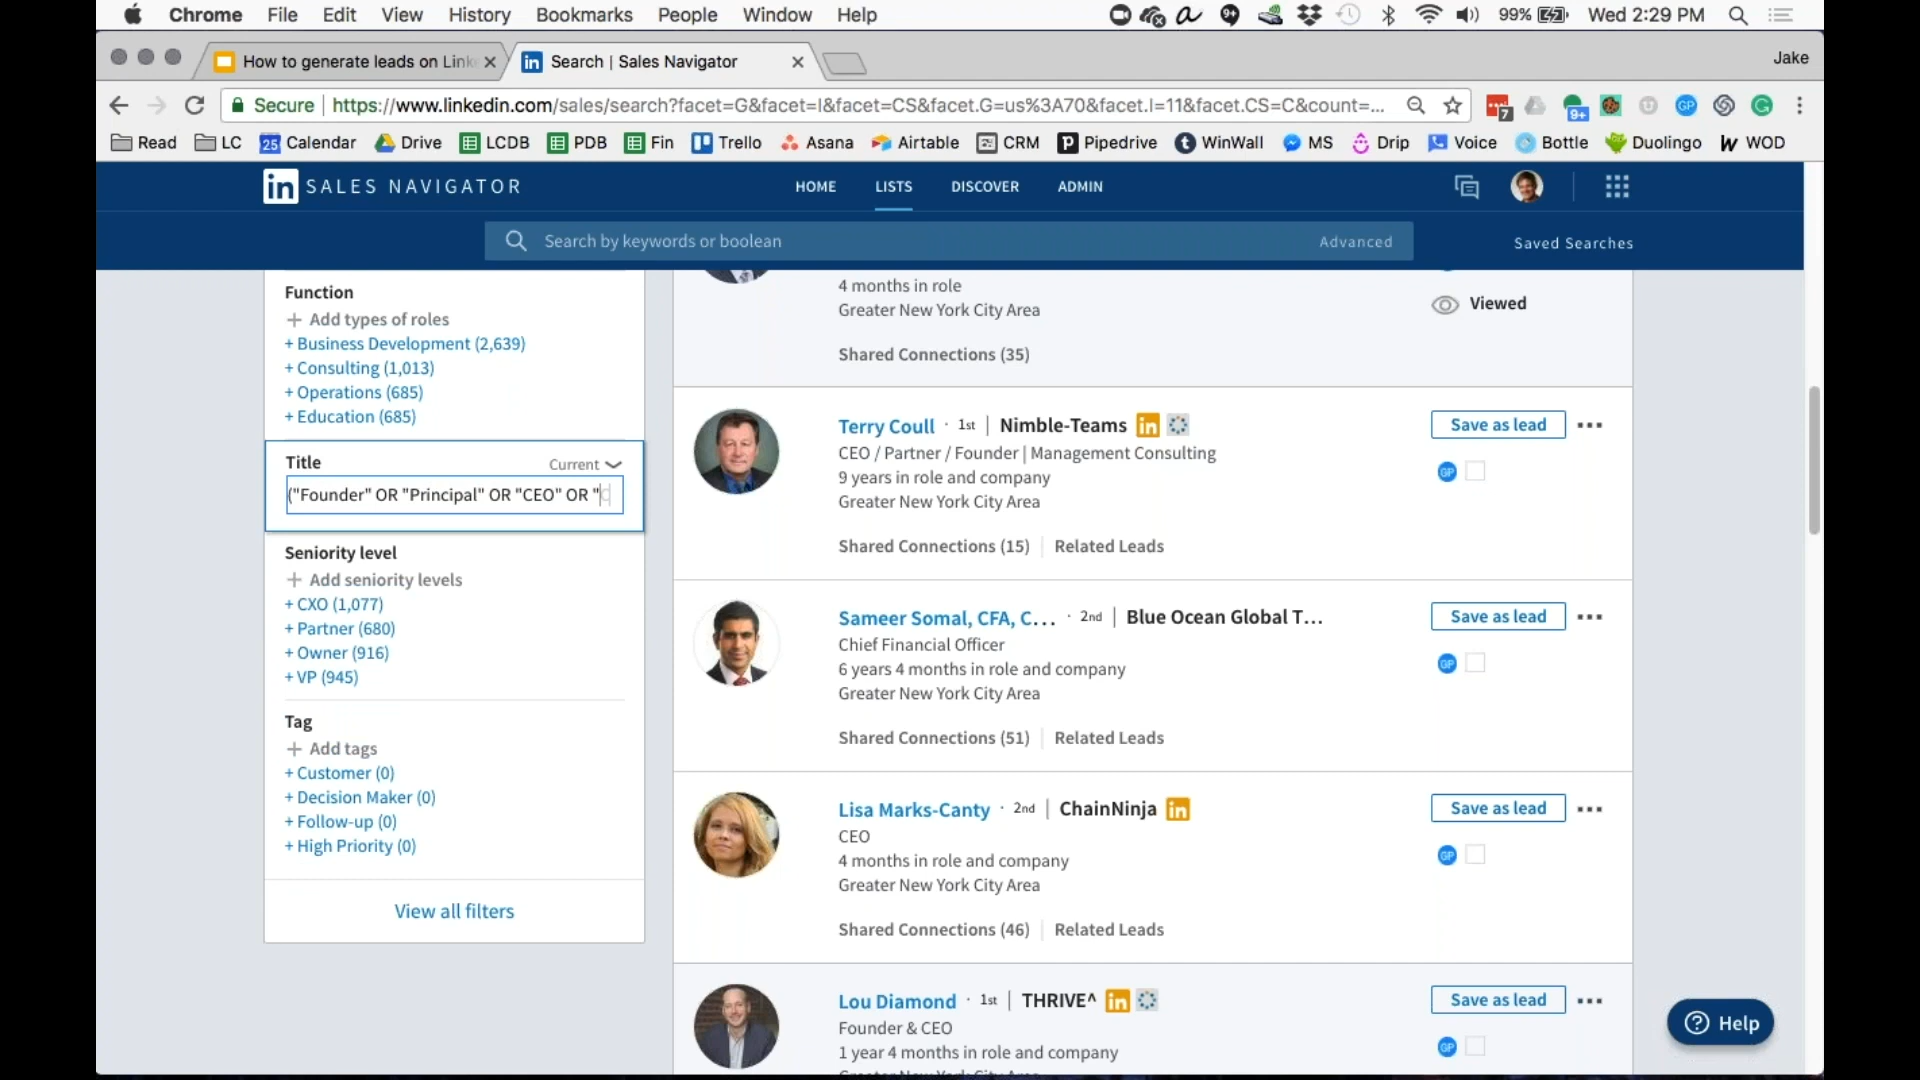 Chrome File Edit View History Bookmarks People Window Help 99% Wed 2:29 PM
How to generate leads on Link Search | Sales Navigator Jake
Secure https://www.linkedin.com/sales/search?facet=G&facet=I&facet=CS&facet.G=us%3A70&facet.I=11&facet.CS=C&count=...
Read LC Calendar Drive LCDB PDB Fin Trello Asana Airtable CRM Pipedrive WinWall MS Drip Voice Bottle Duolingo WOD
in SALES NAVIGATOR HOME LISTS DISCOVER ADMIN
Search by keywords or boolean Advanced Saved Searches
Function
+ Add types of roles
+ Business Development (2,639)
+ Consulting (1,013)
+ Operations (685)
+ Education (685)
Title Current
("Founder" OR "Principal" OR "CEO" OR "
Seniority level
+ Add seniority levels
+ CXO (1,077)
+ Partner (680)
+ Owner (916)
+ VP (945)
Tag
+ Add tags
+ Customer (0)
+ Decision Maker (0)
+ Follow-up (0)
+ High Priority (0)
View all filters
4 months in role
Greater New York City Area
Viewed
Shared Connections (35)
Terry Coull · 1st | Nimble-Teams in
Save as lead
CEO / Partner / Founder | Management Consulting
9 years in role and company
GP
Greater New York City Area
Shared Connections (15) | Related Leads
Sameer Somal, CFA, C... · 2nd | Blue Ocean Global T...
Save as lead
Chief Financial Officer
6 years 4 months in role and company
GP
Greater New York City Area
Shared Connections (51) | Related Leads
Lisa Marks-Canty · 2nd | ChainNinja in
Save as lead
CEO
4 months in role and company
GP
Greater New York City Area
Shared Connections (46) | Related Leads
Lou Diamond · 1st | THRIVE^ in
Save as lead
Founder & CEO
1 year 4 months in role and company
GP
Help